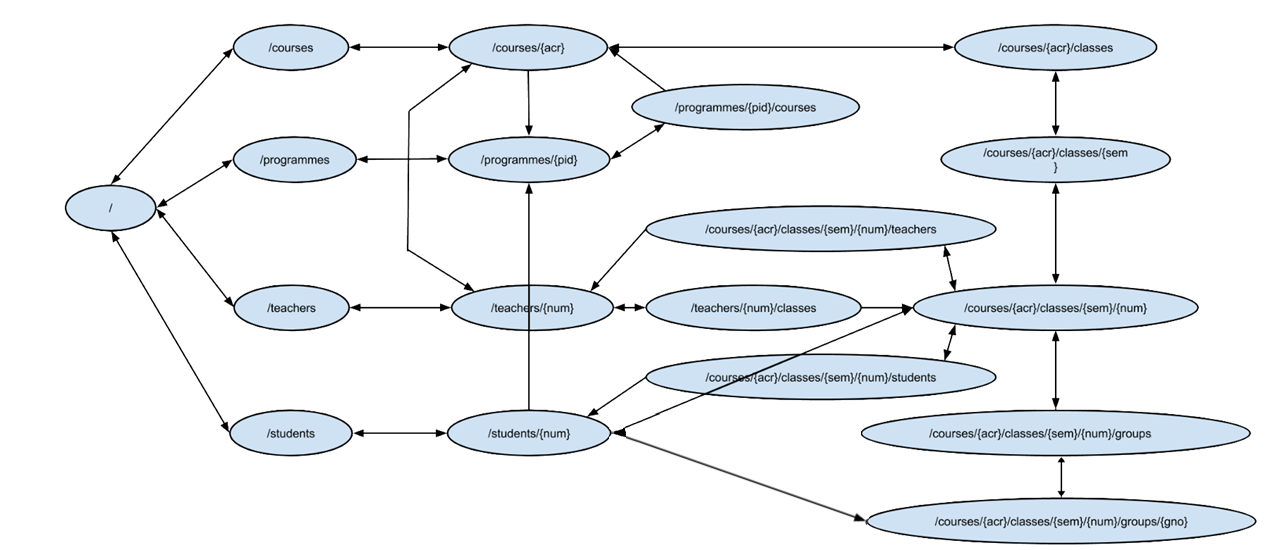 /courses
/courses/{acr}
/courses/{acr}/classes
/programmes/{pid}/courses
/programmes
/programmes/{pid}
/courses/{acr}/classes/{sem
}
/
/courses/{acr}/classes/{sem}/{num}/teachers
/teachers
/teachers/{num}
/teachers/{num}/classes
/courses/{acr}/classes/{sem}/{num}
/courses/{acr}/classes/{sem}/{num}/students
/students
/students/{num}
/courses/{acr}/classes/{sem}/{num}/groups
/courses/{acr}/classes/{sem}/{num}/groups/{gno}